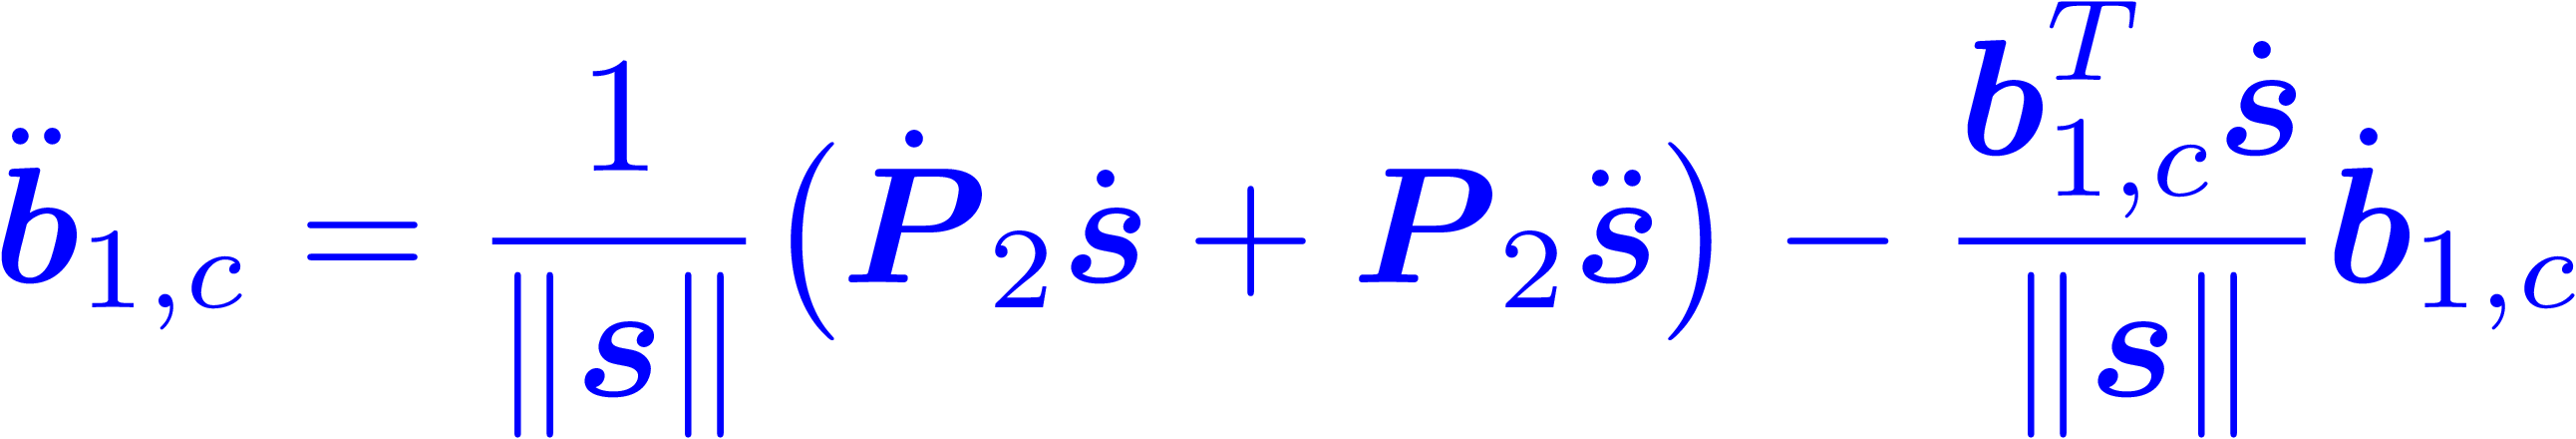 $\ddot{\boldsymbol{b}}_{1,c} = \frac{1}{\|\boldsymbol{s}\|} \left( \dot{\boldsymbol{P}}_2 \dot{\boldsymbol{s}} + \boldsymbol{P}_2 \ddot{\boldsymbol{s}} \right) - \frac{\boldsymbol{b}_{1,c}^T \dot{\boldsymbol{s}}}{\|\boldsymbol{s}\|} \dot{\boldsymbol{b}}_{1,c}$